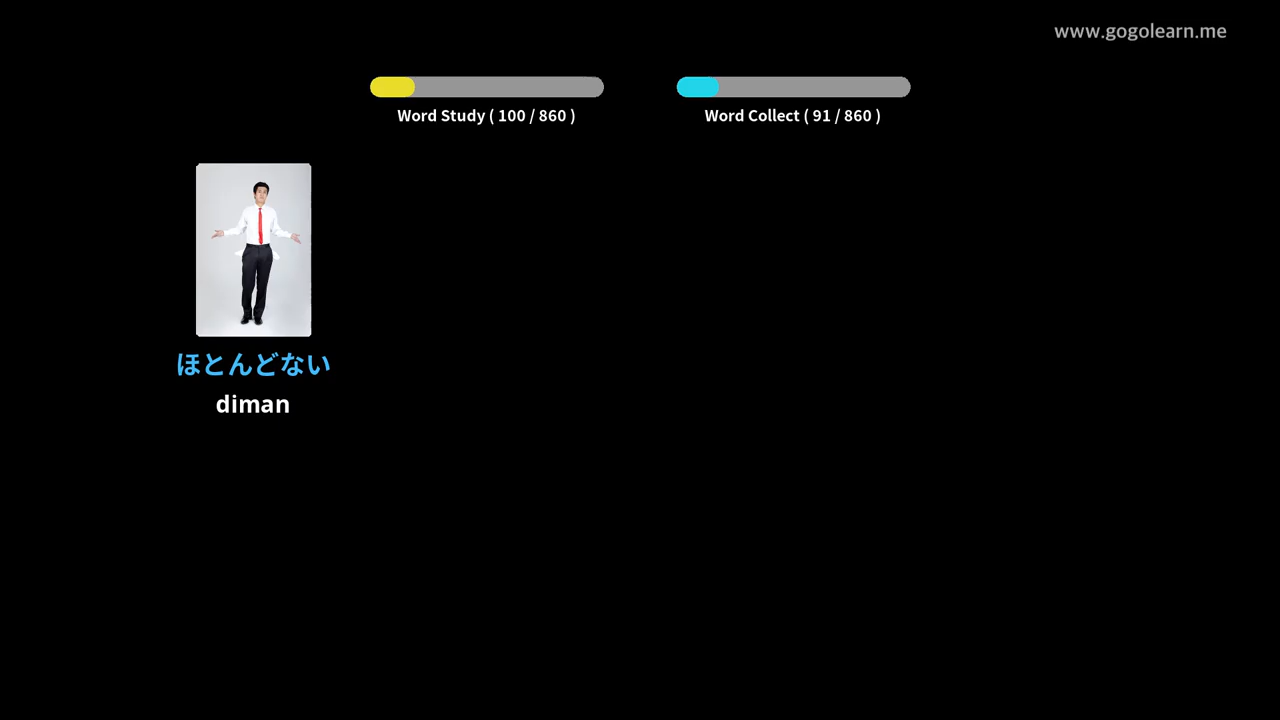 www.gogolearn.me
Word Study ( 100 / 860 )
Word Collect ( 91 / 860 )
ほとんどない
diman